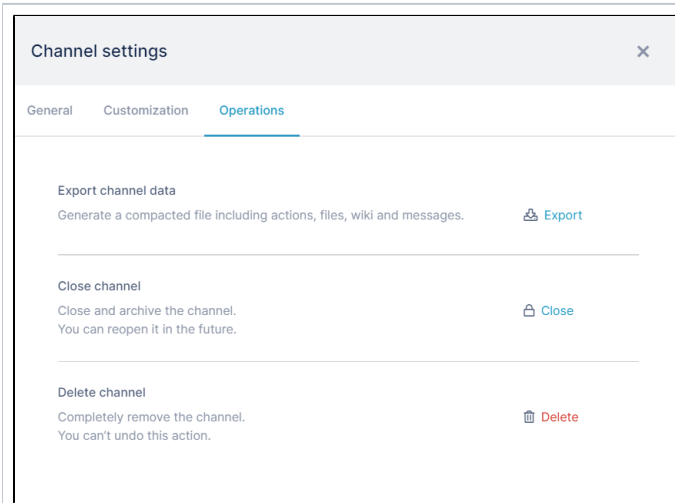 Channel settings
General Customization Operations
Export channel data
Generate a compacted file including actions, files, wiki and messages.
Export
Close channel
Close and archive the channel.
You can reopen it in the future.
Close
Delete channel
Completely remove the channel.
You can't undo this action.
Delete